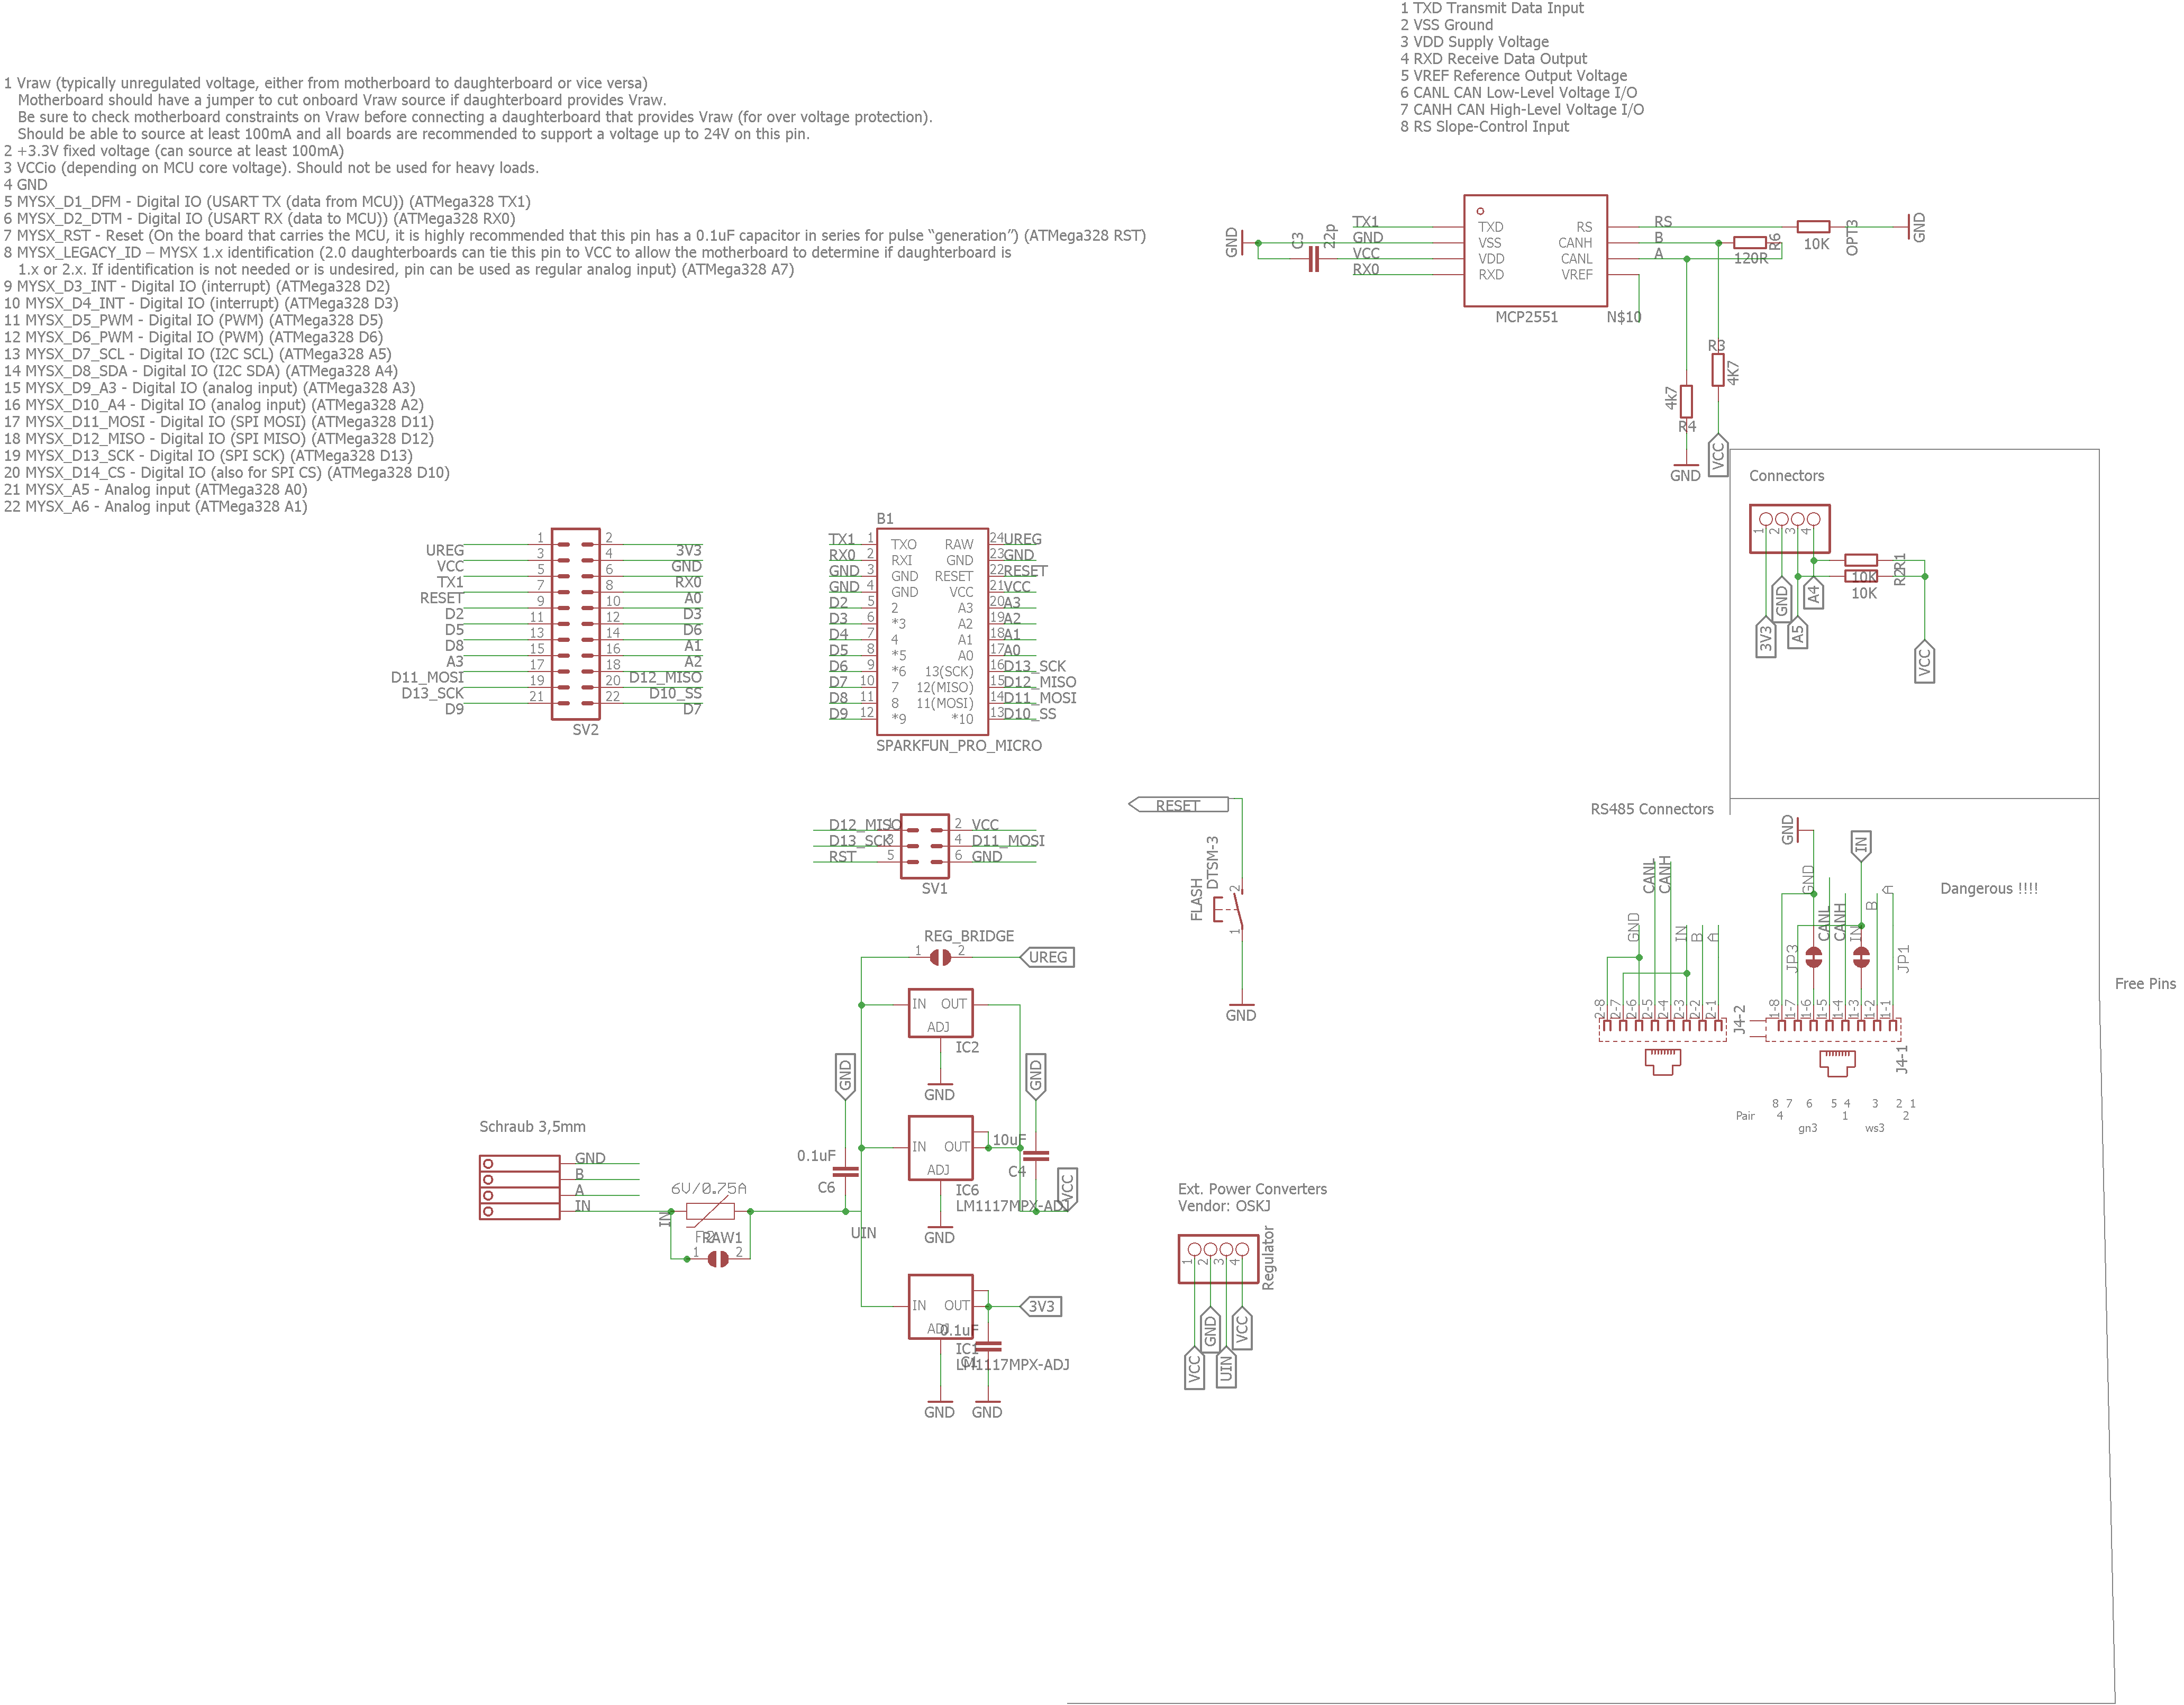 1 TXD Transmit Data Input
2 VSS Ground
3 VDD Supply Voltage
4 RXD Receive Data Output
5 VREF Reference Output Voltage
6 CANL CAN Low-Level Voltage I/O
7 CANH CAN High-Level Voltage I/O
8 RS Slope-Control Input
1 Vraw (typically unregulated voltage, either from motherboard to daughterboard or vice versa)
Motherboard should have a jumper to cut onboard Vraw source if daughterboard provides Vraw.
Be sure to check motherboard constraints on Vraw before connecting a daughterboard that provides Vraw (for over voltage protection).
Should be able to source at least 100mA and all boards are recommended to support a voltage up to 24V on this pin.
2 +3.3V fixed voltage (can source at least 100mA)
3 VCCio (depending on MCU core voltage). Should not be used for heavy loads.
4 GND
5 MYSX_D1_DFM - Digital IO (USART TX (data from MCU)) (ATMega328 TX1)
6 MYSX_D2_DTM - Digital IO (USART RX (data to MCU)) (ATMega328 RX0)
7 MYSX_RST - Reset (On the board that carries the MCU, it is highly recommended that this pin has a 0.1uF capacitor in series for pulse “generation”) (ATMega328 RST)
8 MYSX_LEGACY_ID – MYSX 1.x identification (2.0 daughterboards can tie this pin to VCC to allow the motherboard to determine if daughterboard is
1.x or 2.x. If identification is not needed or is undesired, pin can be used as regular analog input) (ATMega328 A7)
9 MYSX_D3_INT - Digital IO (interrupt) (ATMega328 D2)
10 MYSX_D4_INT - Digital IO (interrupt) (ATMega328 D3)
11 MYSX_D5_PWM - Digital IO (PWM) (ATMega328 D5)
12 MYSX_D6_PWM - Digital IO (PWM) (ATMega328 D6)
13 MYSX_D7_SCL - Digital IO (I2C SCL) (ATMega328 A5)
14 MYSX_D8_SDA - Digital IO (I2C SDA) (ATMega328 A4)
15 MYSX_D9_A3 - Digital IO (analog input) (ATMega328 A3)
16 MYSX_D10_A4 - Digital IO (analog input) (ATMega328 A2)
17 MYSX_D11_MOSI - Digital IO (SPI MOSI) (ATMega328 D11)
18 MYSX_D12_MISO - Digital IO (SPI MISO) (ATMega328 D12)
19 MYSX_D13_SCK - Digital IO (SPI SCK) (ATMega328 D13)
20 MYSX_D14_CS - Digital IO (also for SPI CS) (ATMega328 D10)
21 MYSX_A5 - Analog input (ATMega328 A0)
22 MYSX_A6 - Analog input (ATMega328 A1)
GND C3 22p
TX1 TXD RS RS
GND VSS CANH B
VCC VDD CANL A
RXD RX0 VREF
MCP2551 N$10
R6 120R
10K OPT3 GND
R3 4K7
4k7 R4
GND VCC
Connectors
1 2 3 4
10K R1
10K R2
3V3 GND A5 A4 VCC
UREG 1 2 3V3
VCC 3 4 GND
TX1 5 6 RX0
RESET 7 8 A0
D2 9 10 D3
D5 11 12 D6
D8 13 14 A1
A3 15 16 A2
D11_MOSI 17 18 D12_MISO
D13_SCK 19 20 D10_SS
D9 21 22 D7
SV2
B1
TX1 1 TXO RAW 24 UREG
RX0 2 RXI GND 23 GND
GND 3 GND RESET 22 RESET
GND 4 GND VCC 21 VCC
D2 5 2 A3 20 A3
D3 6 *3 A2 19 A2
D4 7 4 A1 18 A1
D5 8 *5 A0 17 A0
D6 9 *6 13(SCK) 16 D13_SCK
D7 10 7 12(MISO) 15 D12_MISO
D8 11 8 11(MOSI) 14 D11_MOSI
D9 12 *9 *10 13 D10_SS
SPARKFUN_PRO_MICRO
D12_MISO 1 2 VCC
D13_SCK 3 4 D11_MOSI
RST 5 6 GND
SV1
RESET
FLASH DTSM-3
2
1
GND
RS485 Connectors
GND IN
Dangerous !!!!
Free Pins
GND CANL CANH IN B A
2-8 2-7 2-6 2-5 2-4 2-3 2-2 2-1
J4-2
GND CANL CANH IN B A
JP3 JP1
1-8 1-7 1-6 1-5 1-4 1-3 1-2 1-1
J4-1
8 7 6 5 4 3 2 1
Pair 4 1 2
gn3 ws3
REG_BRIDGE
1 2 UREG
IN OUT
ADJ
IC2
GND
GND GND
IN OUT
ADJ
IC6
LM1117MPX-ADJ
GND
0.1uF C6
10uF C4
VCC
UIN
Schraub 3,5mm
GND
B
A
IN
IN
6V/0.75A
RAW1
1 2
IN OUT
ADJ
IC1
LM1117MPX-ADJ
0.1uF
3V3
GND GND
Ext. Power Converters
Vendor: OSKJ
Regulator
1 2 3 4
VCC GND UIN VCC